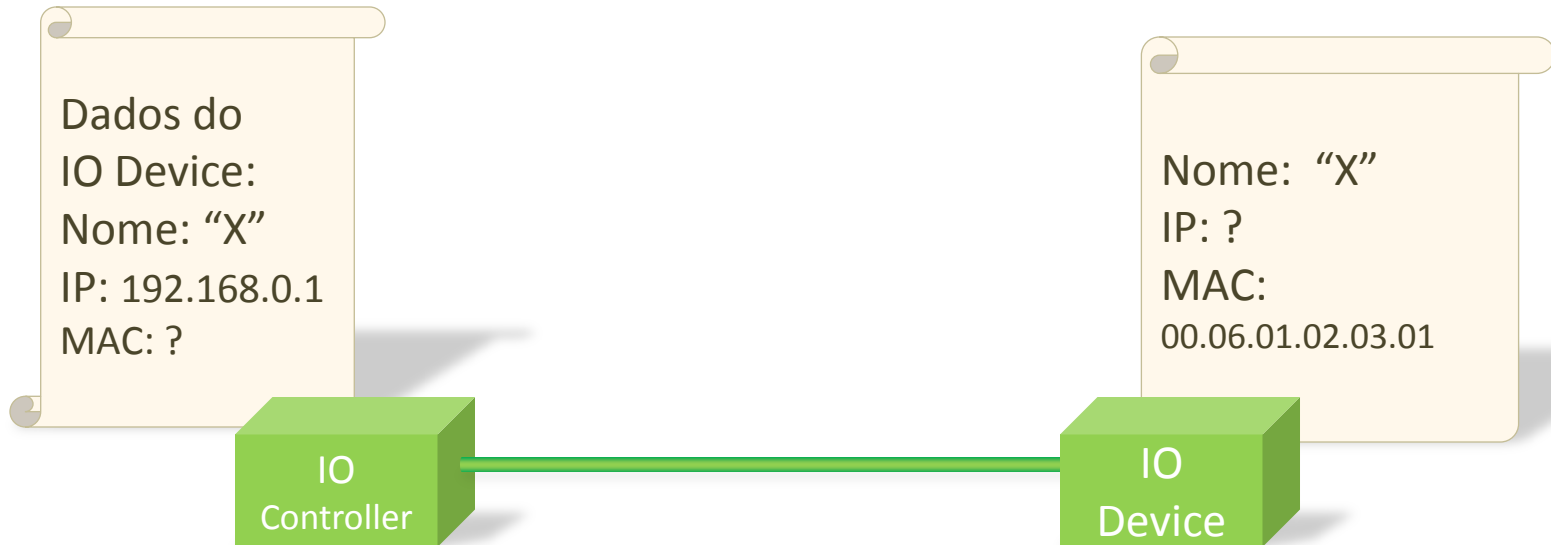 Dados do
IO Device:
Nome: “X”
IP: 192.168.0.1
MAC: ?
Nome: “X”
IP: ?
MAC:
00.06.01.02.03.01
IO
Controller
IO
Device